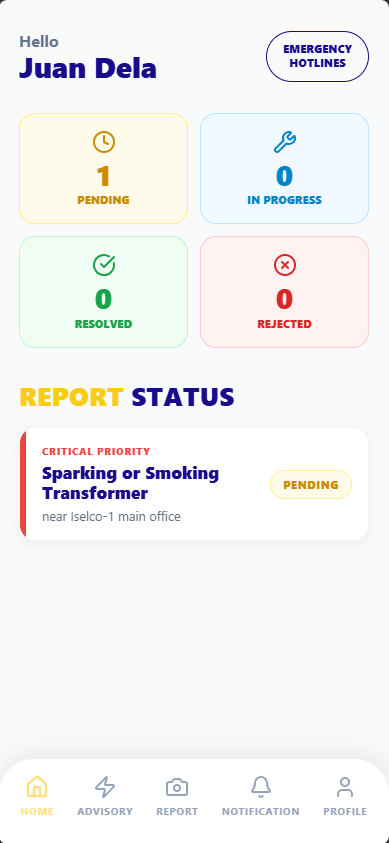 Hello
Juan Dela
EMERGENCY
HOTLINES
1
PENDING
0
IN PROGRESS
0
RESOLVED
0
REJECTED
REPORT STATUS
CRITICAL PRIORITY
Sparking or Smoking
Transformer
near Iselco-1 main office
PENDING
HOME
ADVISORY
REPORT
NOTIFICATION
PROFILE